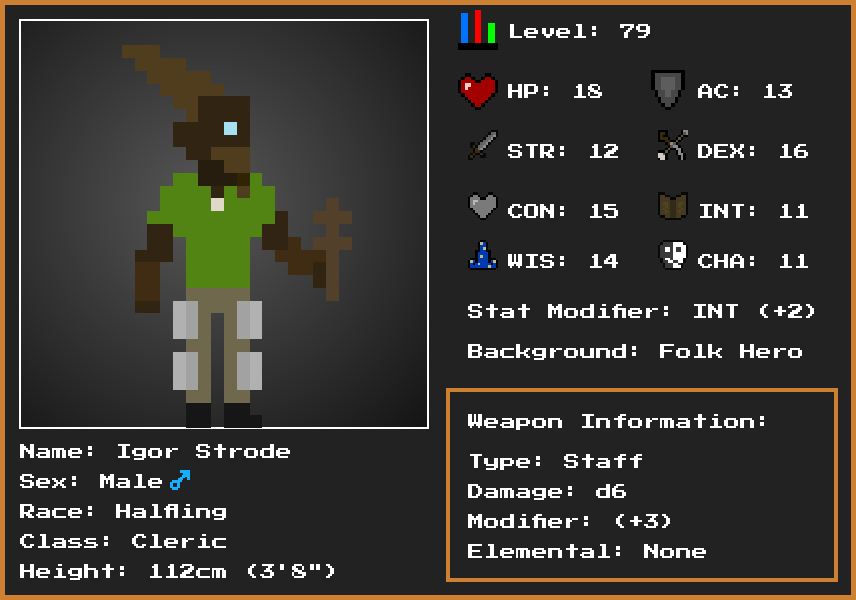 Level: 79
HP: 18
AC: 13
STR: 12
DEX: 16
CON: 15
INT: 11
WIS: 14
CHA: 11
Stat Modifier: INT (+2)
Background: Folk Hero
Weapon Information:
Type: Staff
Damage: d6
Modifier: (+3)
Elemental: None
Name: Igor Strode
Sex: Male♂
Race: Halfling
Class: Cleric
Height: 112cm (3'8")